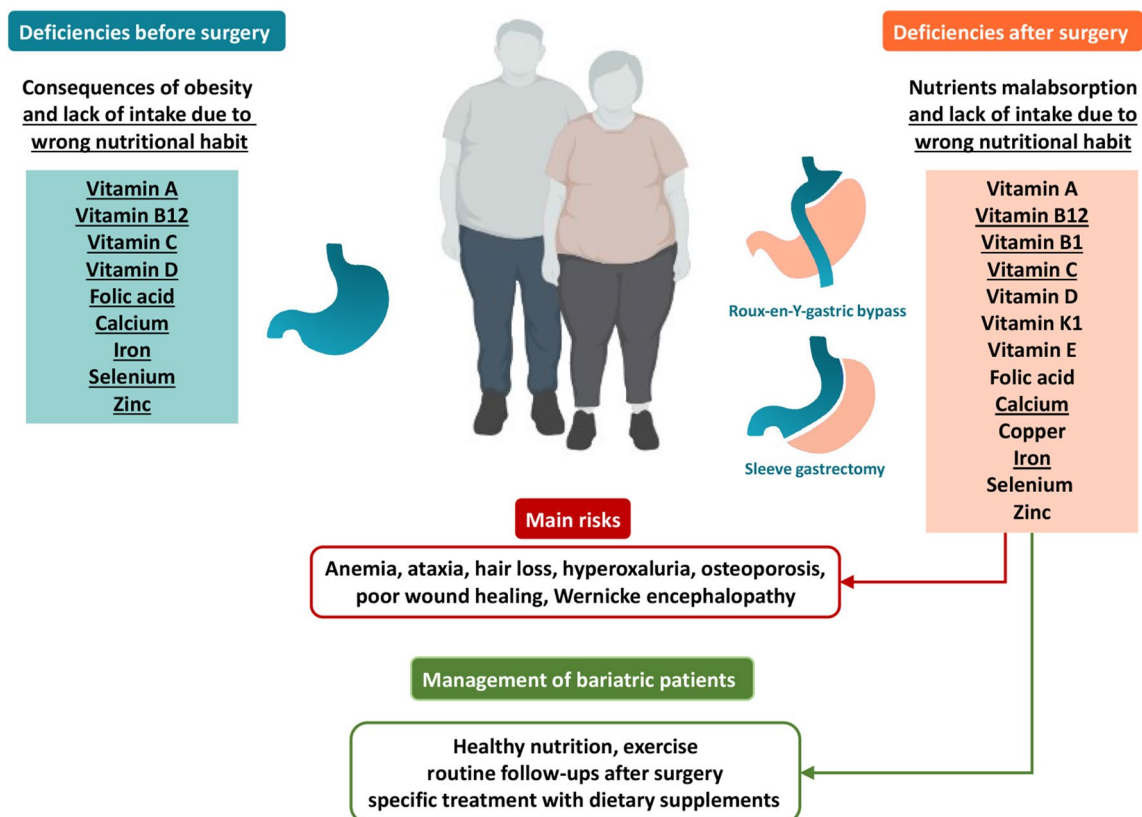 Deficiencies before surgery
Consequences of obesity
and lack of intake due to
wrong nutritional habit
Vitamin A
Vitamin B12
Vitamin C
Vitamin D
Folic acid
Calcium
Iron
Selenium
Zinc
Roux-en-Y-gastric bypass
Sleeve gastrectomy
Deficiencies after surgery
Nutrients malabsorption
and lack of intake due to
wrong nutritional habit
Vitamin A
Vitamin B12
Vitamin B1
Vitamin C
Vitamin D
Vitamin K1
Vitamin E
Folic acid
Calcium
Copper
Iron
Selenium
Zinc
Main risks
Anemia, ataxia, hair loss, hyperoxaluria, osteoporosis,
poor wound healing, Wernicke encephalopathy
Management of bariatric patients
Healthy nutrition, exercise
routine follow-ups after surgery
specific treatment with dietary supplements